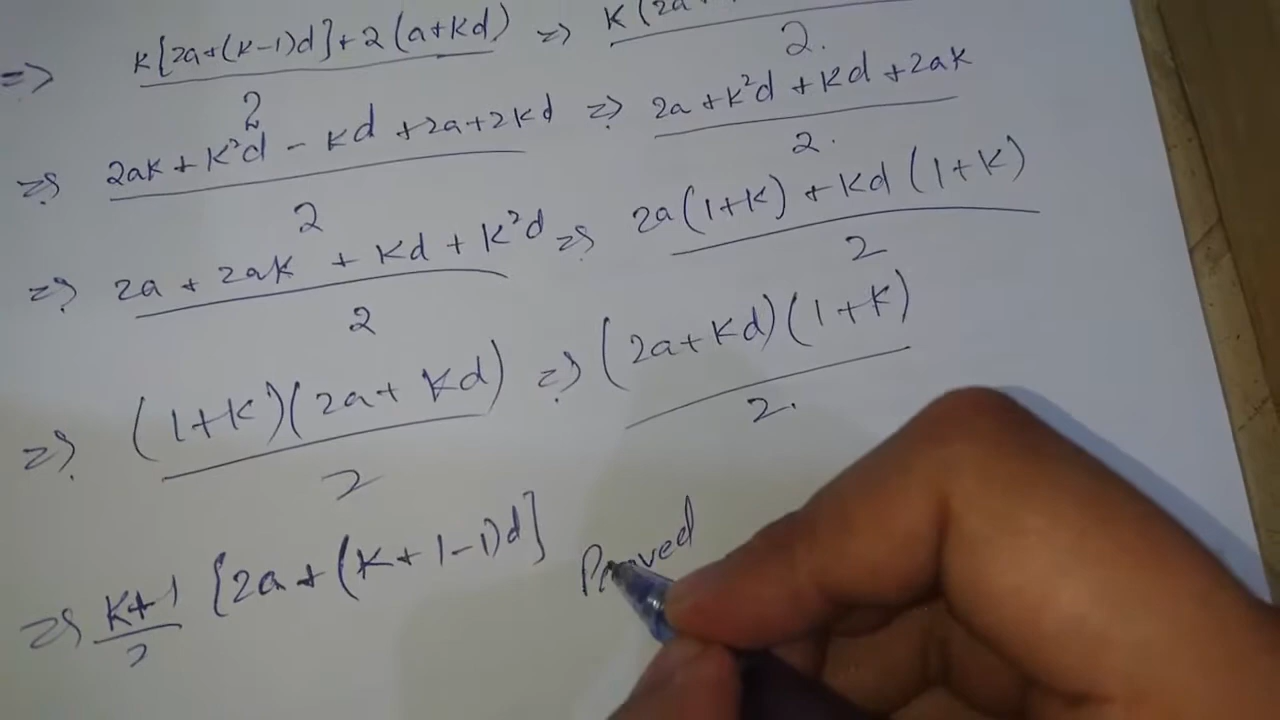 => k[2a+(k-1)d]+2(a+kd) / 2 => k(2a / 2.
=> 2ak+k²d-kd+2a+2kd / 2 => 2a+k²d+kd+2ak / 2.
=> 2a+2ak+kd+k²d / 2 => 2a(1+k)+kd(1+k) / 2
=> (1+k)(2a+kd) / 2 => (2a+kd)(1+k) / 2.
=> k+1 / 2 [2a+(k+1-1)d] Proved